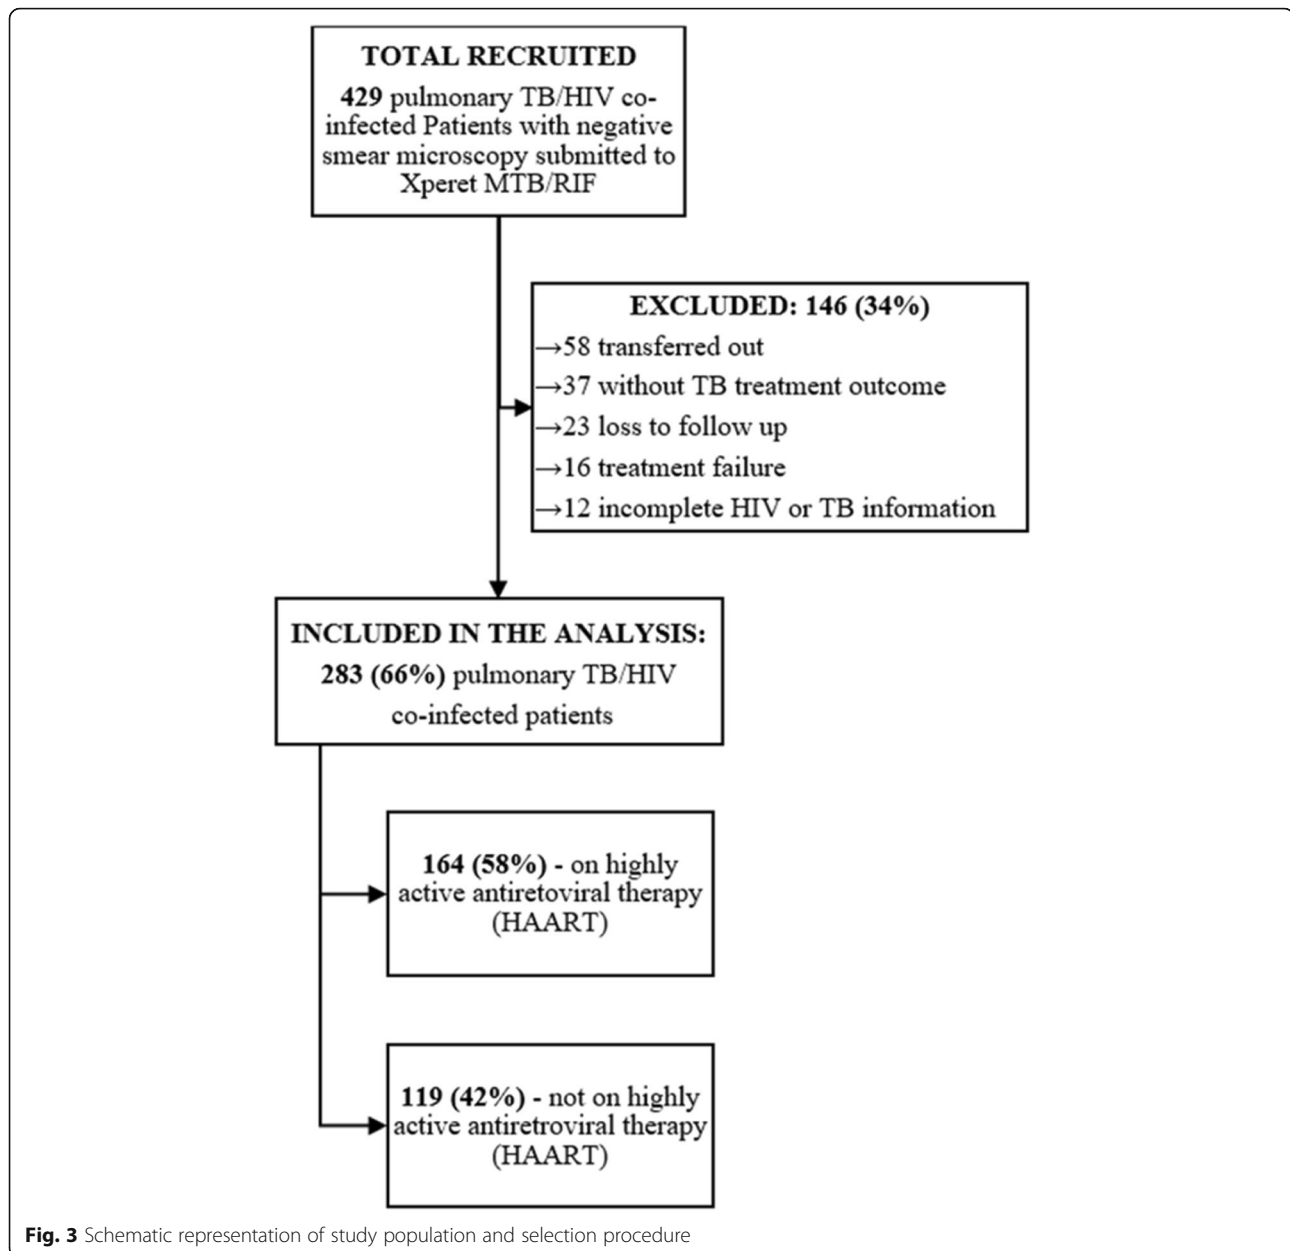 TOTAL RECRUITED
429 pulmonary TB/HIV co-
infected Patients with negative
smear microscopy submitted to
Xperet MTB/RIF
EXCLUDED: 146 (34%)
→58 transferred out
→37 without TB treatment outcome
→23 loss to follow up
→16 treatment failure
→12 incomplete HIV or TB information
INCLUDED IN THE ANALYSIS:
283 (66%) pulmonary TB/HIV
co-infected patients
164 (58%) - on highly
active antiretoviral therapy
(HAART)
119 (42%) - not on highly
active antiretroviral therapy
(HAART)
Fig. 3 Schematic representation of study population and selection procedure